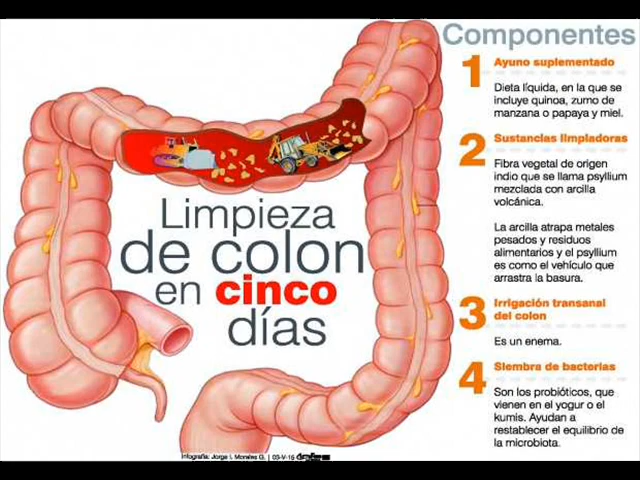 Componentes
1 Ayuno suplementado
Dieta líquida, en la que se
incluye quinoa, zumo de
manzana o papaya y miel.
2 Sustancias limpiadoras
Fibra vegetal de origen
indio que se llama psyllium
mezclada con arcilla
volcánica.
La arcilla atrapa metales
pesados y residuos
alimentarios y el psyllium
es como el vehículo que
arrastra la basura.
3 Irrigación transanal
del colon
Es un enema.
4 Siembra de bacterias
Son los probióticos, que
vienen en el yogur o el
kumis. Ayudan a
restablecer el equilibrio de
la microbiota.
Limpieza
de colon
en cinco
días
Infografía: Jorge I. Morales G. | 03-V-16